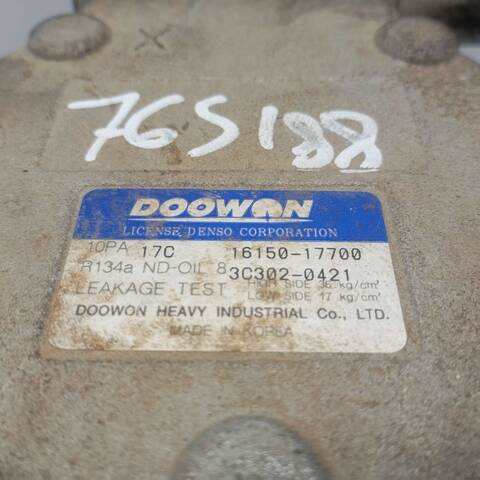 76S188
DOOWON
LICENSE DENSO CORPORATION
10PA 17C 16150-17700
R134a ND-OIL 8 3C302-0421
LEAKAGE TEST HIGH SIDE 36 kg/cm²
LOW SIDE 17 kg/cm²
DOOWON HEAVY INDUSTRIAL Co., LTD.
MADE IN KOREA